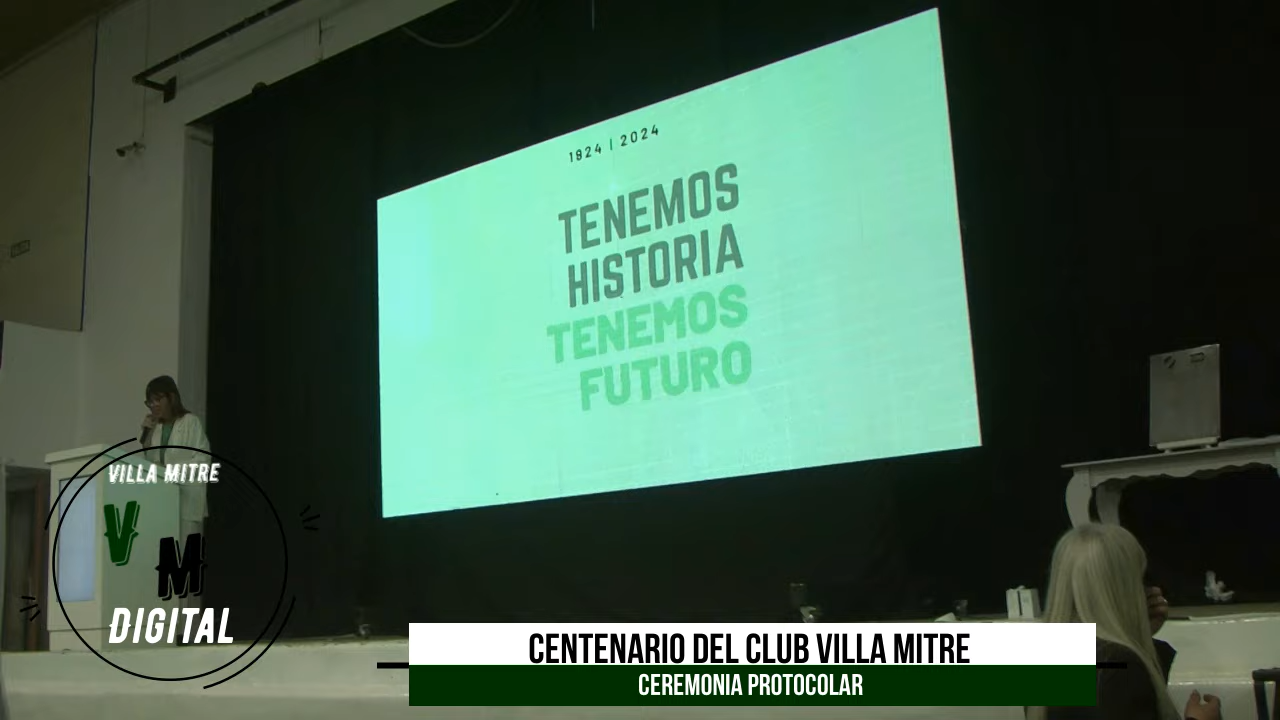 1924 | 2024
TENEMOS
HISTORIA
TENEMOS
FUTURO
VILLA MITRE
V
M
DIGITAL
CENTENARIO DEL CLUB VILLA MITRE
CEREMONIA PROTOCOLAR